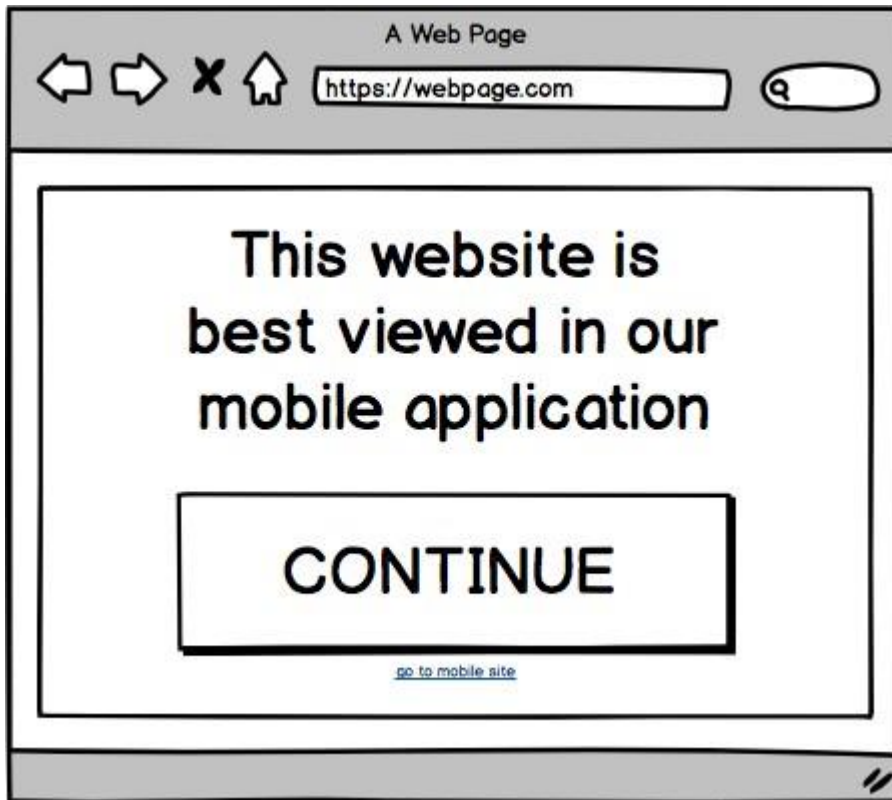 A Web Page
https://webpage.com
This website is
best viewed in our
mobile application
CONTINUE
go to mobile site